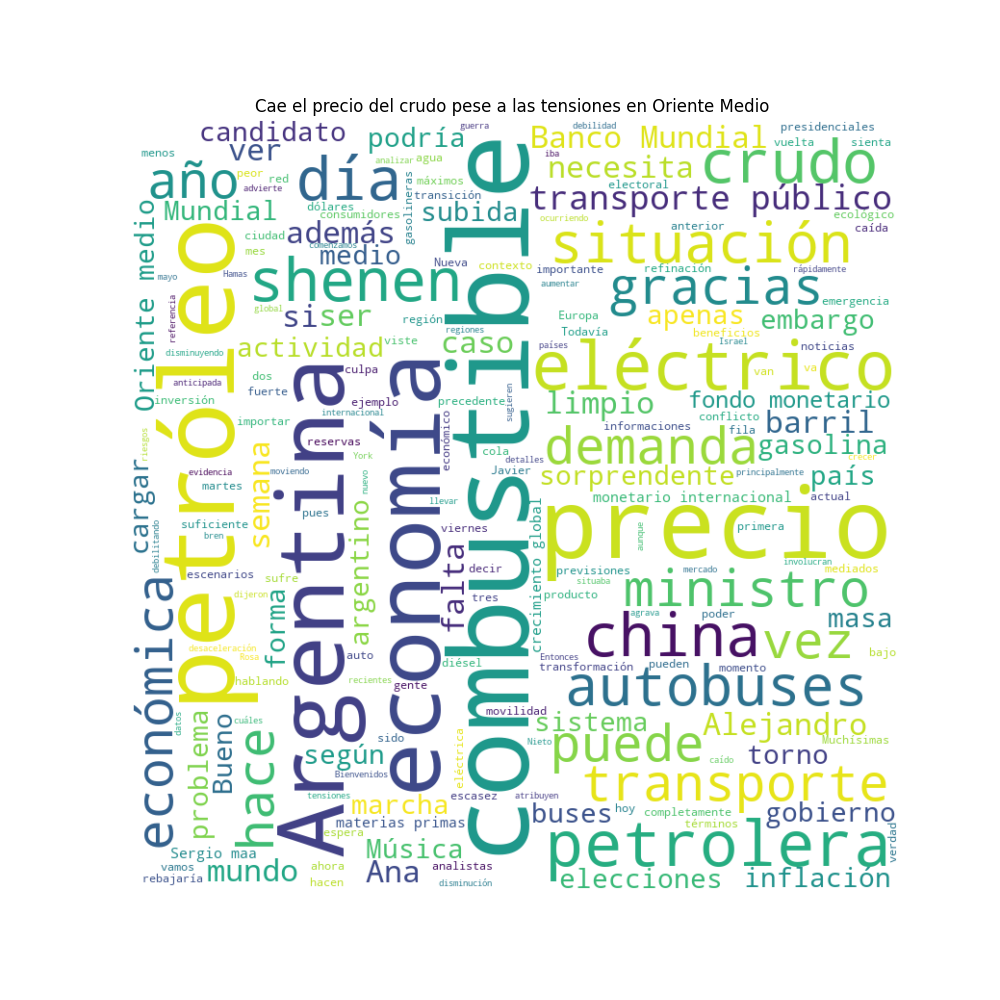 Cae el precio del crudo pese a las tensiones en Oriente Medio
candidato
podría
guerra
Banco Mundial
debilidad
presidenciales
menos
ver
día
analizar
agua
iba
necesita
crudo
vuelta
sienta
año
peor
red
advierte
máximos
gasolineras
transición
electoral
transporte público
Mundial
dólares
consumidores
subida
ocurriendo
anterior
ecológico
caída
ciudad
además
comenzamos
situación
mes
medio
Nueva
contexto
importante
refinación
rápidamente
Oriente medio
mayo
Hamas
shenen
aumentar
gracias
emergencia
referencia
global
si
ser
región
regiones
Europa
apenas
embargo
Todavía
beneficios
disminuyendo
actividad
viste
caso
países
Israel
noticias
petróleo
anticipada
dos
culpa
eléctrico
van
va
inversión
fuerte
ejemplo
precedente
sugieren
limpio
fondo monetario
importar
internacional
economía
combustible
conflicto
barril
Argentina
reservas
económico
cola
informaciones
fila
demanda
gasolina
riesgos
semana
York
Javier
detalles
crecer
cargar
evidencia
moviendo
nuevo
sorprendente
principalmente
país
martes
llevar
monetario internacional
actual
debilitando
suficiente
pues
argentino
viernes
crecimiento global
precio
primera
bren
aunque
escenarios
sufre
falta
decir
previsiones
mercado
involucran
mediados
situaba
económica
dijeron
forma
tres
producto
ministro
agrava
poder
masa
desaceleración
Rosa
auto
diésel
Entonces
china
vez
bajo
hablando
recientes
gente
transformación
pueden
momento
problema
datos
Bueno
cuáles
hace
movilidad
autobuses
sido
según
eléctrica
Nieto
sistema
Alejandro
Muchísimas
Bienvenidos
puede
caído
torno
tensiones
escasez
atribuyen
transporte
marcha
buses
hoy
completamente
gobierno
espera
materias primas
términos
verdad
Sergio maa
Música
petrolera
vamos
mundo
ahora
Ana
analistas
rebajaría
hacen
disminución
elecciones
inflación